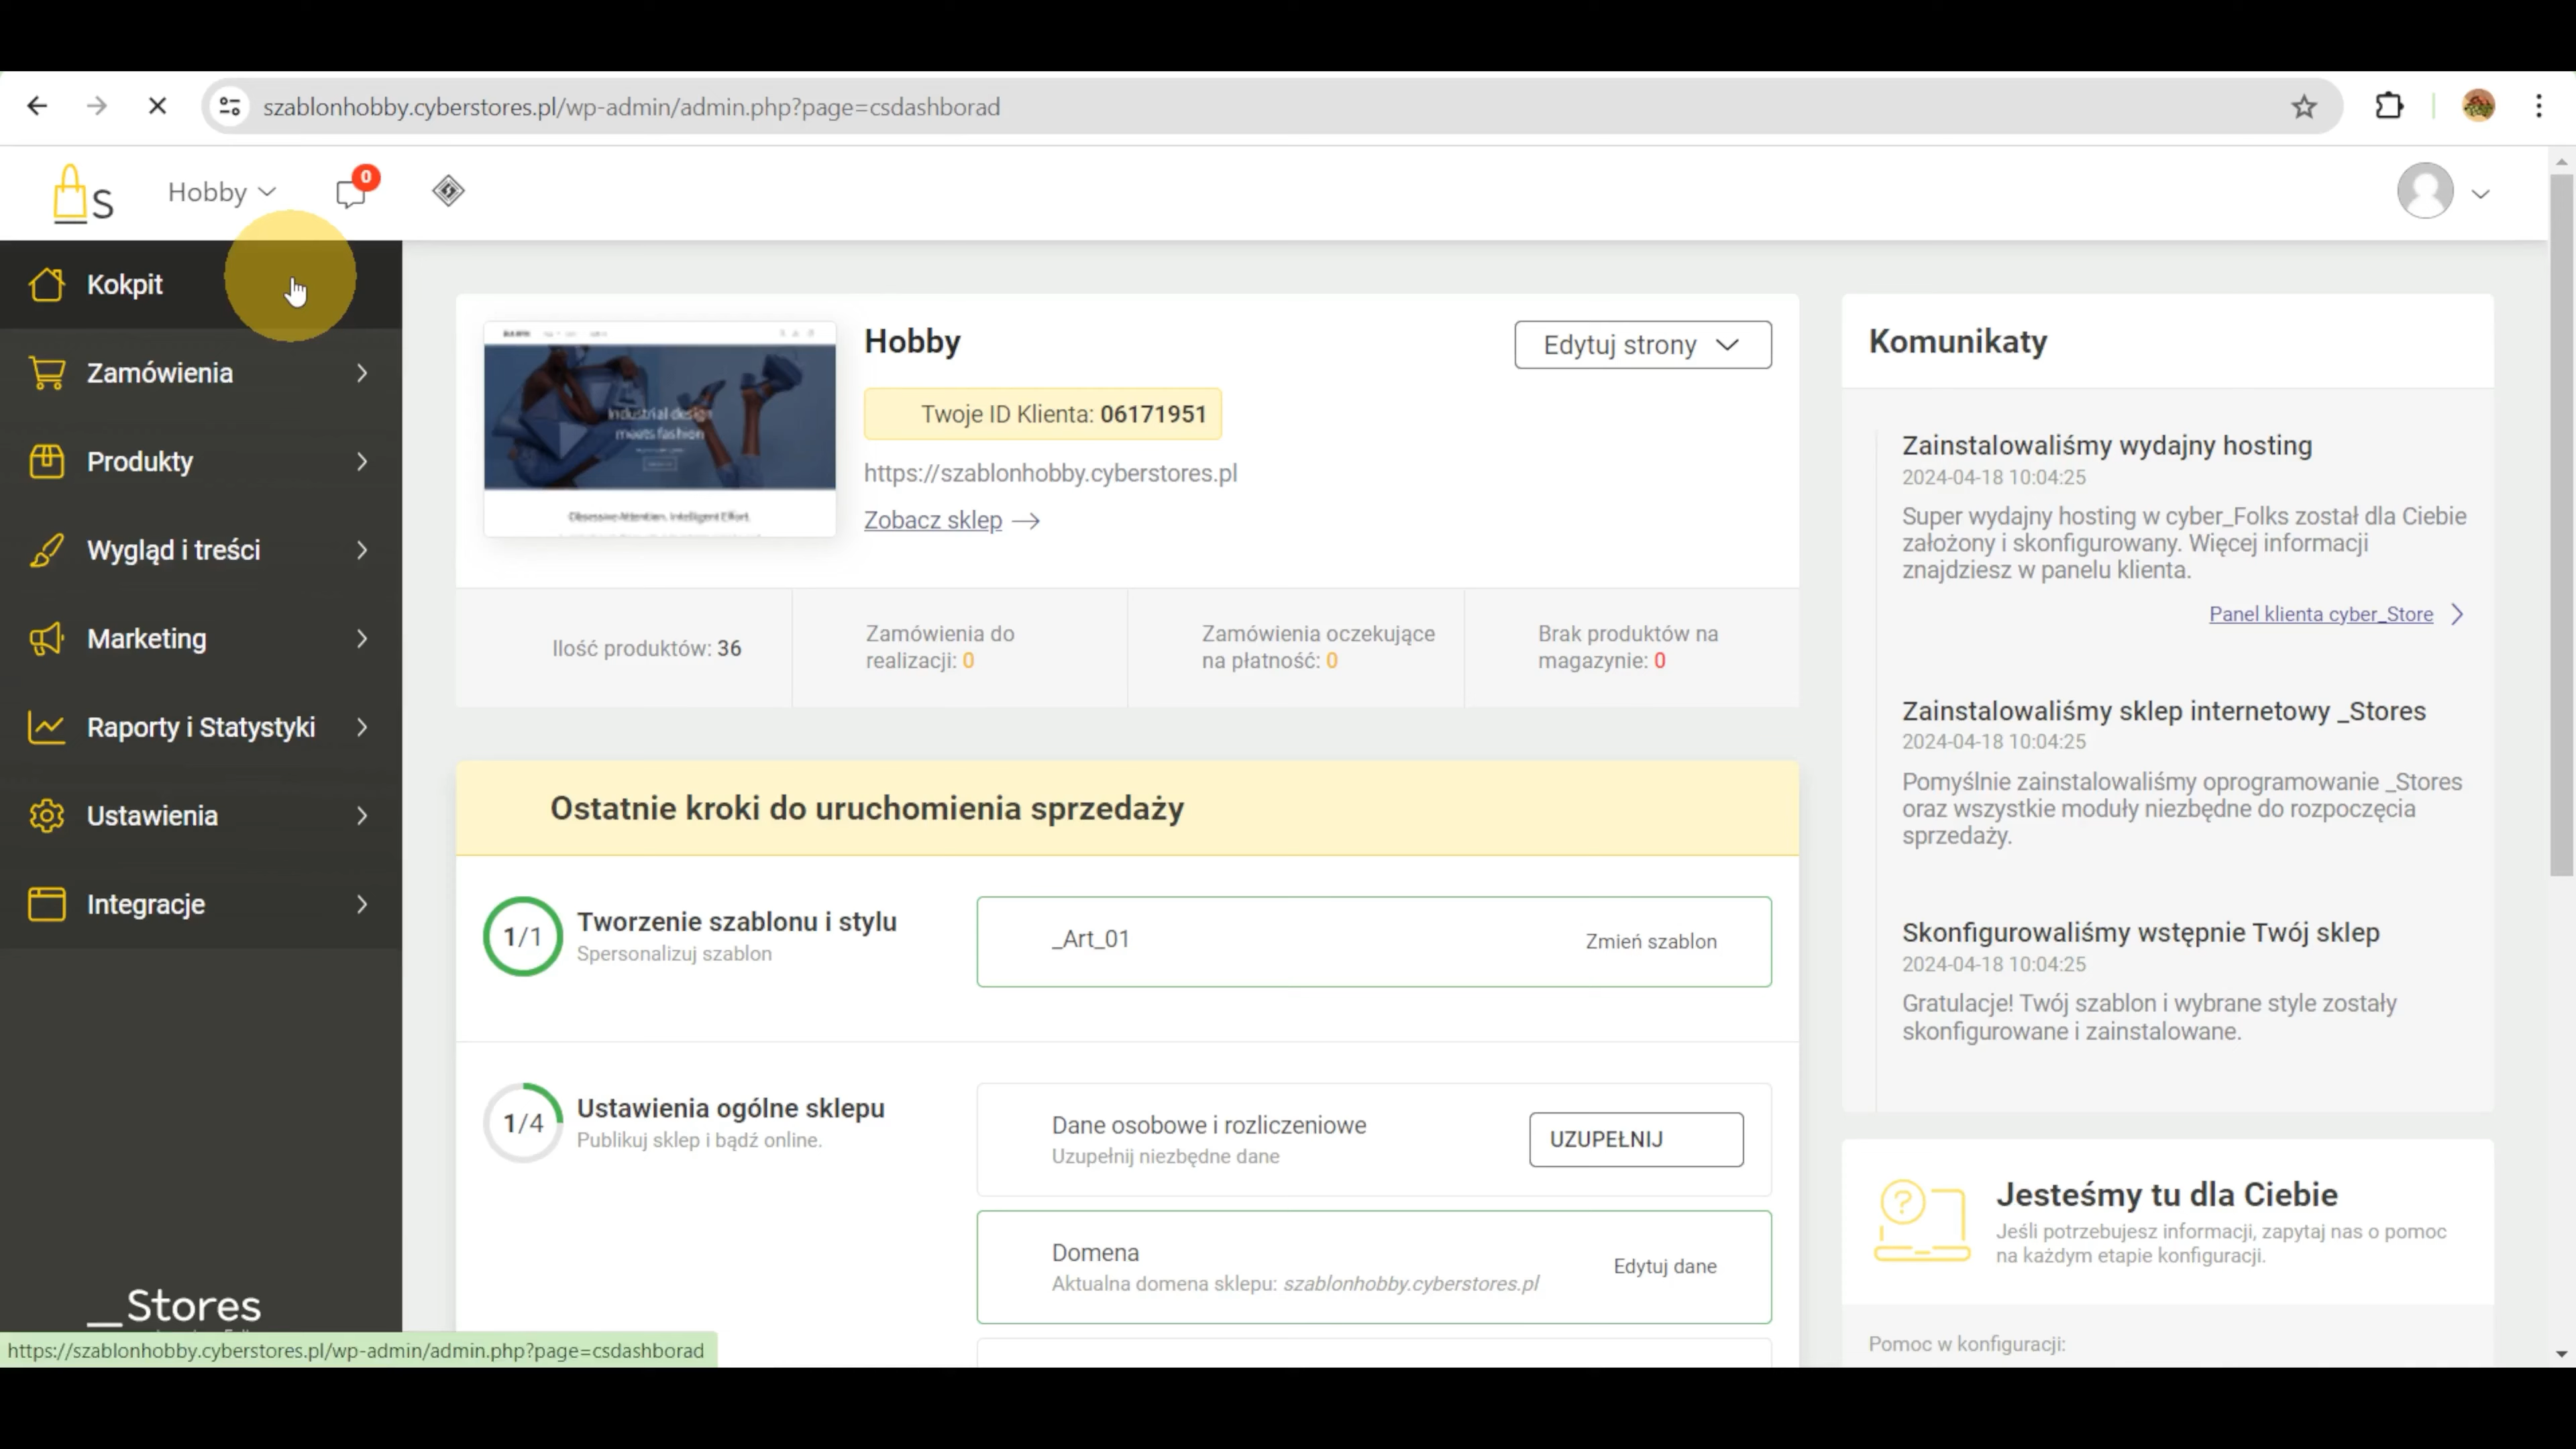 szablonhobby.cyberstores.pl/wp-admin/admin.php?page=csdashborad
s
Hobby
0
Kokpit
Zamówienia
Produkty
Wygląd i treści
Marketing
Raporty i Statystyki
Ustawienia
Integracje
__Stores
https://szablonhobby.cyberstores.pl/wp-admin/admin.php?page=csdashborad
Industrial design
meets fashion
Obsessive Attention. Intelligent Effort.
Hobby
Edytuj strony
Twoje ID Klienta: 06171951
https://szablonhobby.cyberstores.pl
Zobacz sklep
Ilość produktów: 36
Zamówienia do
realizacji: 0
Zamówienia oczekujące
na płatność: 0
Brak produktów na
magazynie: 0
Ostatnie kroki do uruchomienia sprzedaży
1/1
Tworzenie szablonu i stylu
Spersonalizuj szablon
_Art_01
Zmień szablon
1/4
Ustawienia ogólne sklepu
Publikuj sklep i bądź online.
Dane osobowe i rozliczeniowe
Uzupełnij niezbędne dane
UZUPEŁNIJ
Domena
Aktualna domena sklepu: szablonhobby.cyberstores.pl
Edytuj dane
Komunikaty
Zainstalowaliśmy wydajny hosting
2024-04-18 10:04:25
Super wydajny hosting w cyber_Folks został dla Ciebie
założony i skonfigurowany. Więcej informacji
znajdziesz w panelu klienta.
Panel klienta cyber_Store
Zainstalowaliśmy sklep internetowy _Stores
2024-04-18 10:04:25
Pomyślnie zainstalowaliśmy oprogramowanie _Stores
oraz wszystkie moduły niezbędne do rozpoczęcia
sprzedaży.
Skonfigurowaliśmy wstępnie Twój sklep
2024-04-18 10:04:25
Gratulacje! Twój szablon i wybrane style zostały
skonfigurowane i zainstalowane.
Jesteśmy tu dla Ciebie
Jeśli potrzebujesz informacji, zapytaj nas o pomoc
na każdym etapie konfiguracji.
Pomoc w konfiguracji: